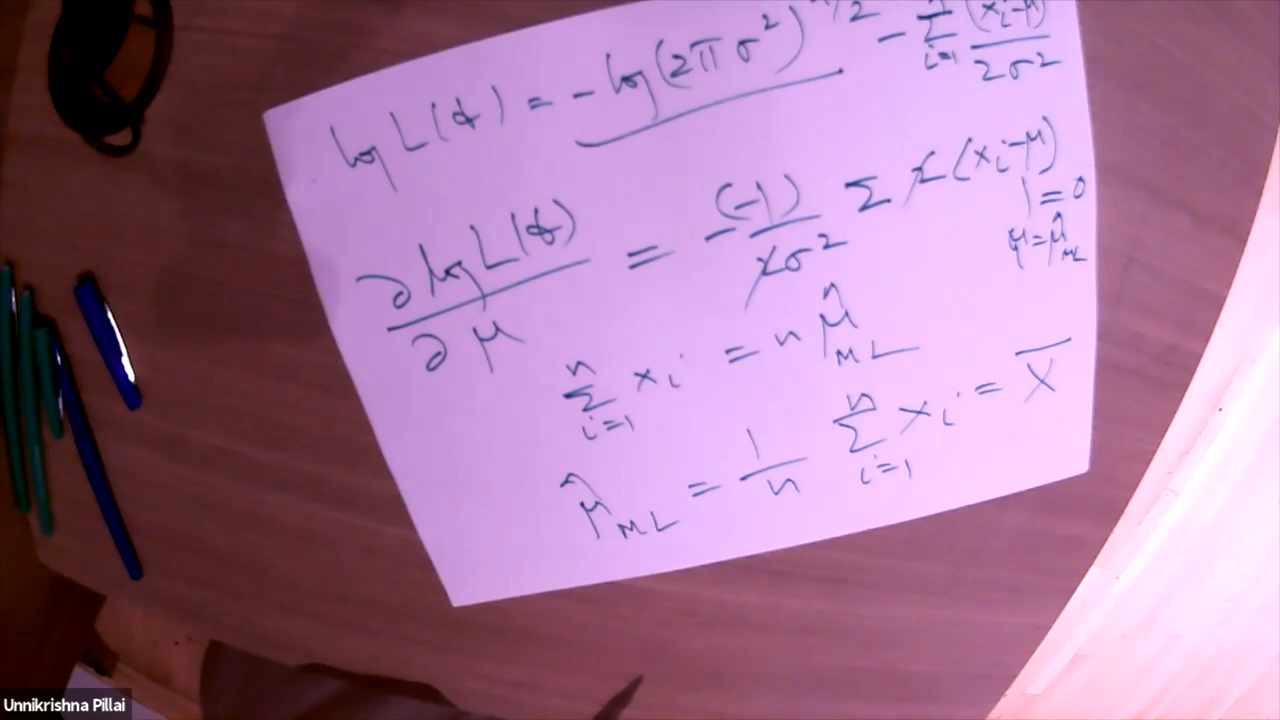 log L(θ) = - log(2πσ²)^n/2 - Σ_{i=1} (x_i-μ) / 2σ²
∂ log L(θ) / ∂μ = - (-1) / 2σ² Σ 2(x_i-μ) | = 0
μ = μ̂_ML
Σ_{i=1}^n x_i = n μ̂_ML
μ̂_ML = 1/n Σ_{i=1}^n x_i = X̄
Unnikrishna Pillai